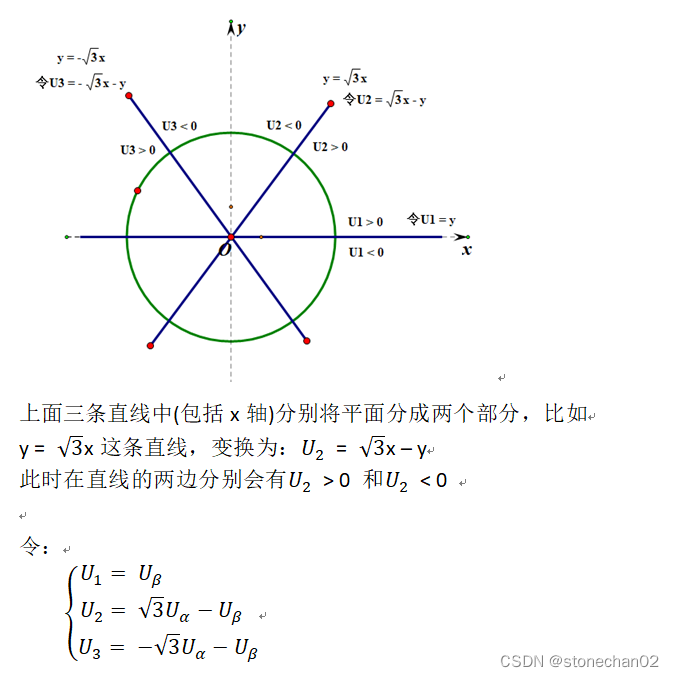 y
y = -√3x
令U3 = - √3x - y
y = √3x
令U2 = √3x - y
U3 < 0
U2 < 0
U3 > 0
U2 > 0
U1 > 0
令U1 = y
O
U1 < 0
x
上面三条直线中(包括 x 轴)分别将平面分成两个部分，比如
y = √3x 这条直线，变换为：U₂ = √3x – y
此时在直线的两边分别会有U₂ > 0 和U₂ < 0
令：
U₁ = Uᵦ
U₂ = √3Uα − Uᵦ
U₃ = −√3Uα − Uᵦ
CSDN @stonechan02